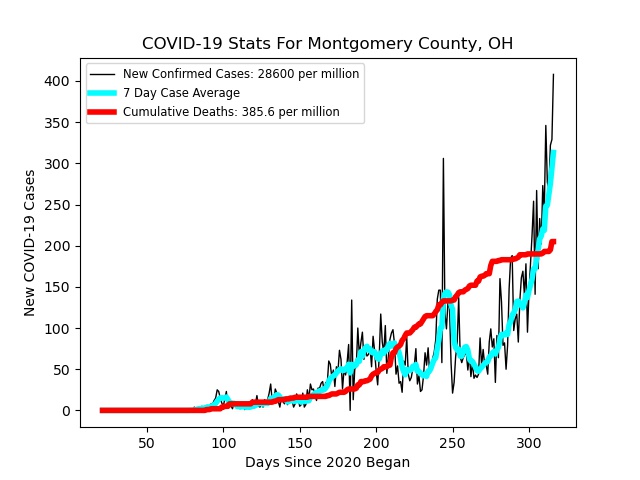 COVID-19 Stats For Montgomery County, OH
New Confirmed Cases: 28600 per million
7 Day Case Average
Cumulative Deaths: 385.6 per million
New COVID-19 Cases
400
350
300
250
200
150
100
50
0
50 100 150 200 250 300
Days Since 2020 Began